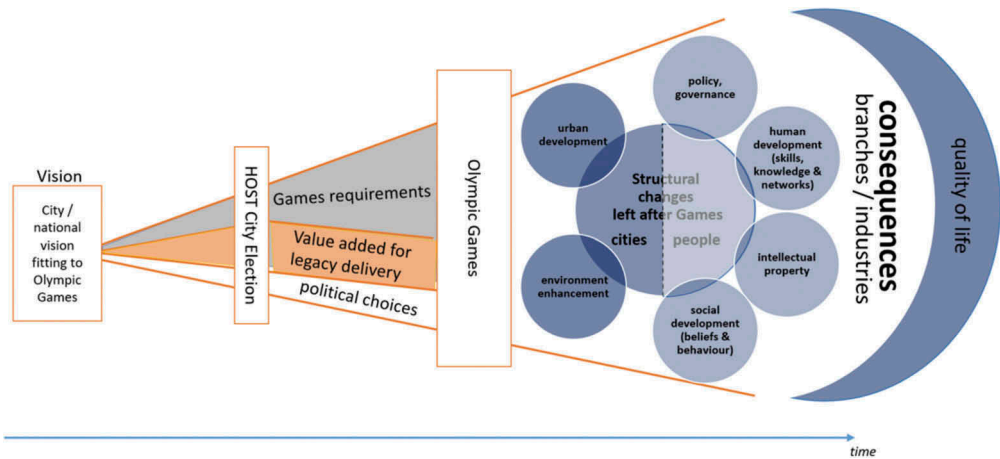 Vision
City /
national
vision
fitting to
Olympic
Games
HOST City Election
Games requirements
Value added for
legacy delivery
political choices
Olympic Games
urban
development
environment
enhancement
Structural
changes
left after Games
cities people
policy,
governance
human
development
(skills,
knowledge &
networks)
intellectual
property
social
development
(beliefs &
behaviour)
consequences
branches / industries
quality of life
time